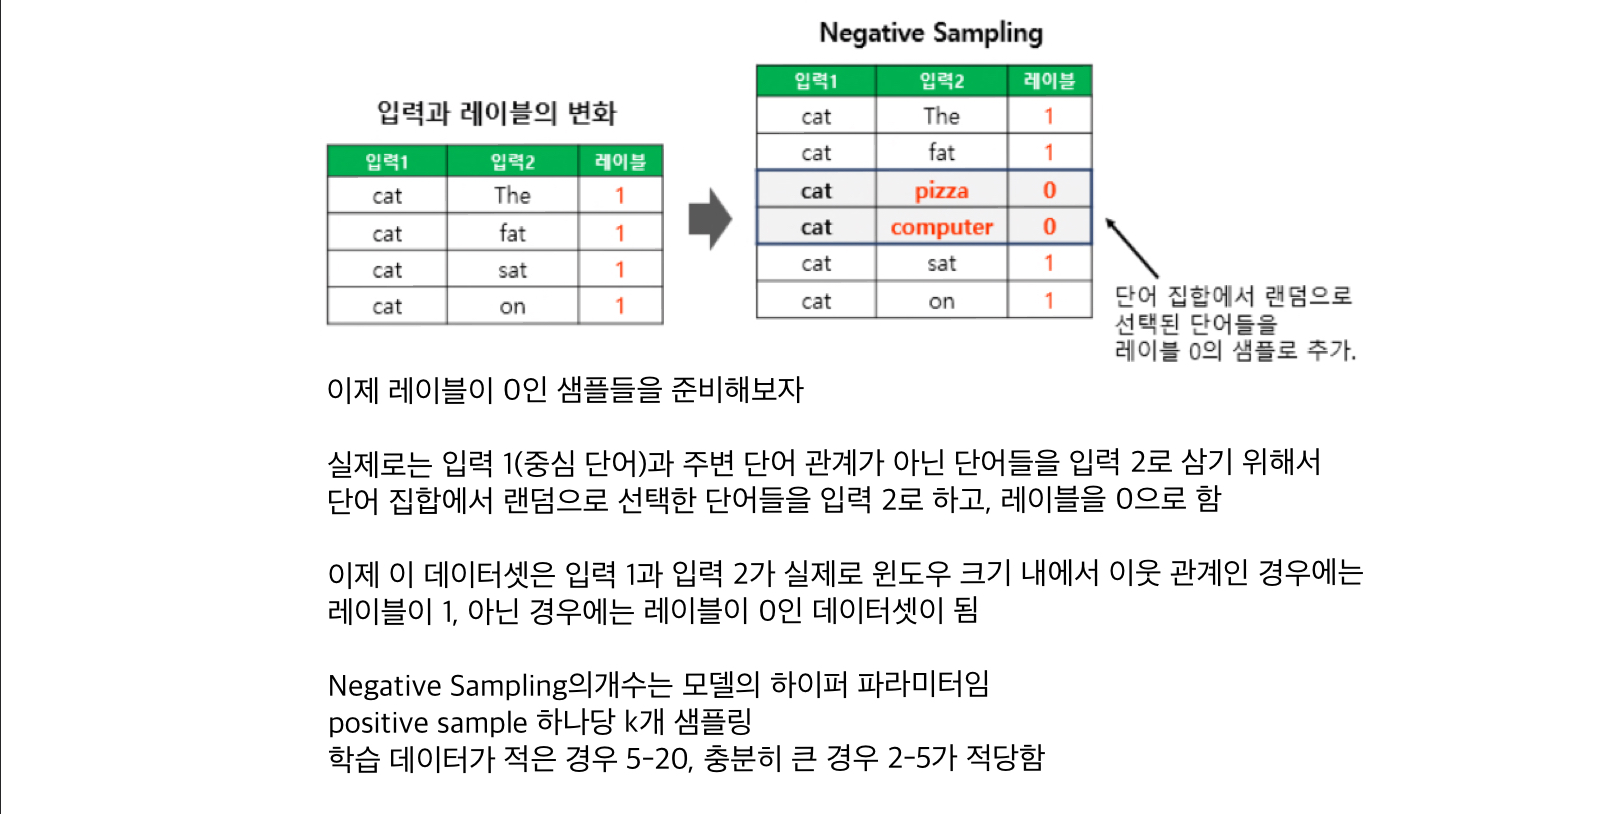 입력과 레이블의 변화
입력1 입력2 레이블
cat The 1
cat fat 1
cat sat 1
cat on 1
Negative Sampling
입력1 입력2 레이블
cat The 1
cat fat 1
cat pizza 0
cat computer 0
cat sat 1
cat on 1
단어 집합에서 랜덤으로
선택된 단어들을
레이블 0의 샘플로 추가.
이제 레이블이 0인 샘플들을 준비해보자
실제로는 입력 1(중심 단어)과 주변 단어 관계가 아닌 단어들을 입력 2로 삼기 위해서
단어 집합에서 랜덤으로 선택한 단어들을 입력 2로 하고, 레이블을 0으로 함
이제 이 데이터셋은 입력 1과 입력 2가 실제로 윈도우 크기 내에서 이웃 관계인 경우에는
레이블이 1, 아닌 경우에는 레이블이 0인 데이터셋이 됨
Negative Sampling의개수는 모델의 하이퍼 파라미터임
positive sample 하나당 k개 샘플링
학습 데이터가 적은 경우 5-20, 충분히 큰 경우 2-5가 적당함